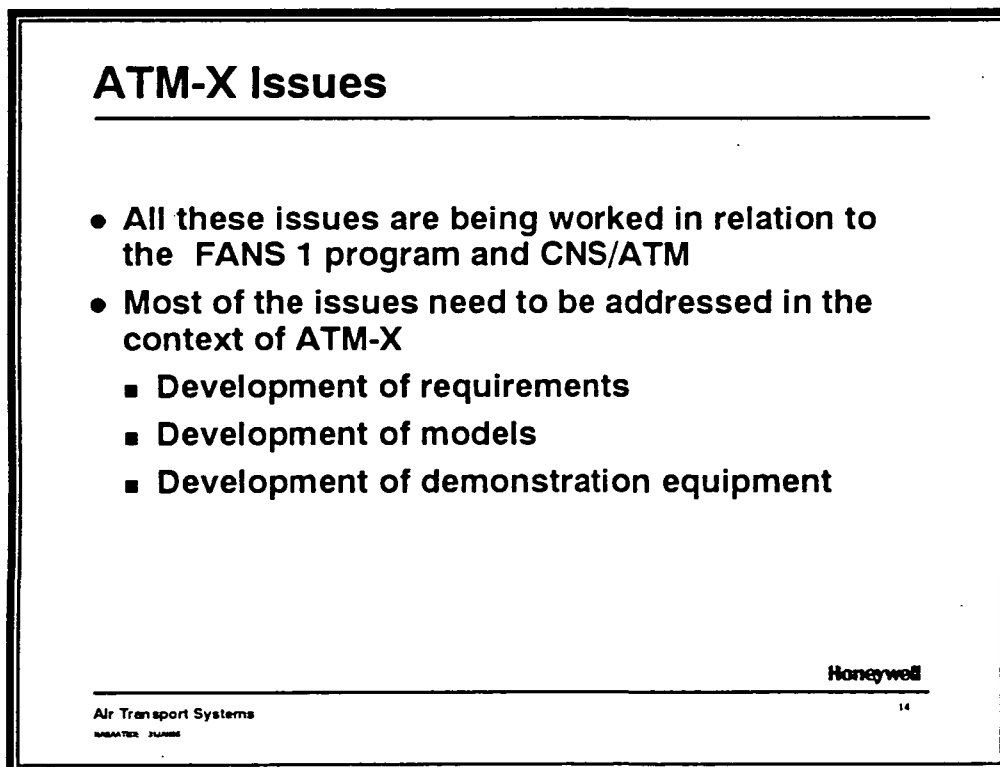 ATM-X Issues
● All these issues are being worked in relation to
the FANS 1 program and CNS/ATM
● Most of the issues need to be addressed in the
context of ATM-X
■ Development of requirements
■ Development of models
■ Development of demonstration equipment
Honeywell
Air Transport Systems
14